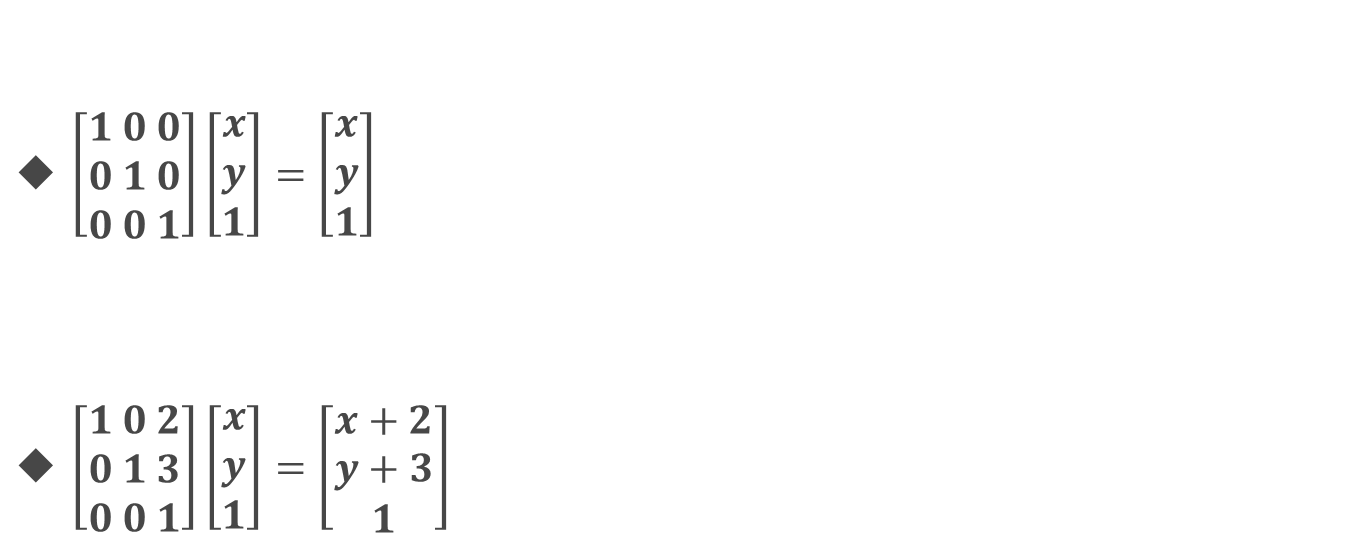 ◆ [1 0 0; 0 1 0; 0 0 1] [x; y; 1] = [x; y; 1]
◆ [1 0 2; 0 1 3; 0 0 1] [x; y; 1] = [x + 2; y + 3; 1]